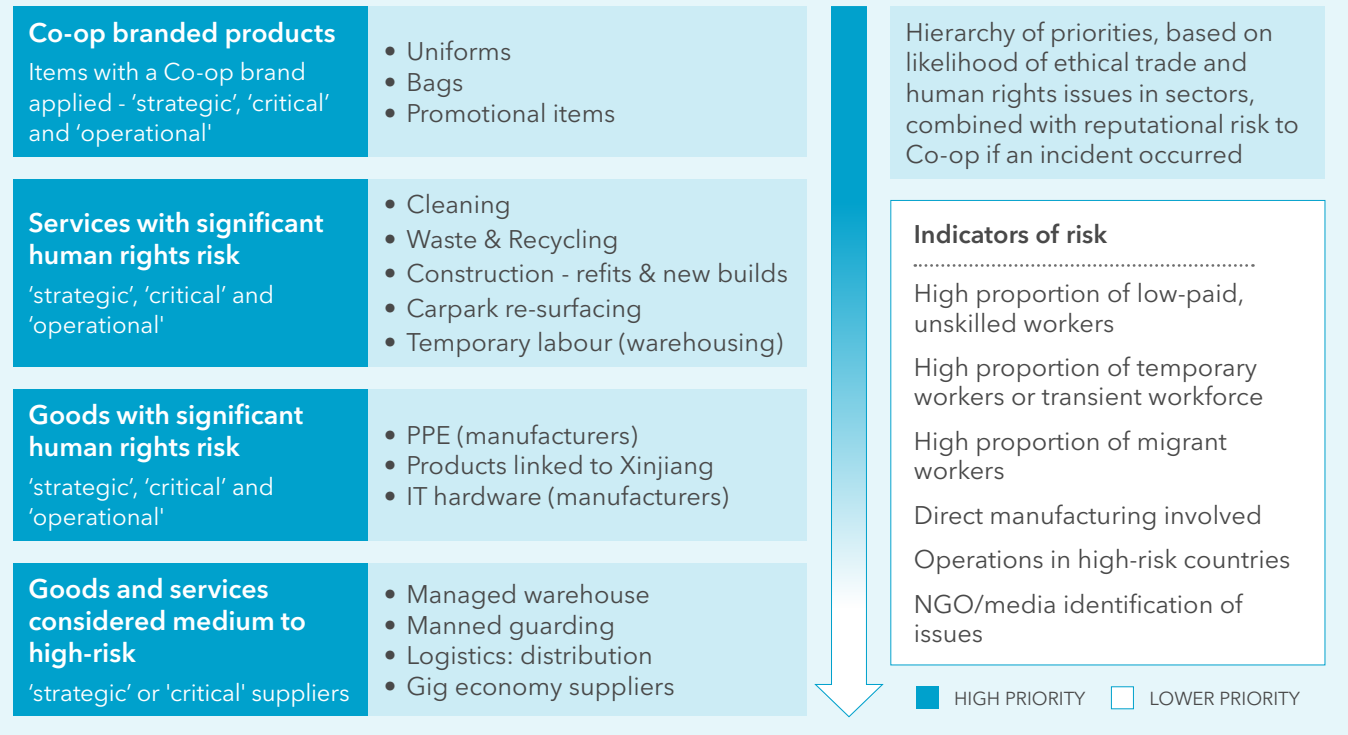 Co-op branded products
Items with a Co-op brand
applied - ‘strategic’, ‘critical’
and ‘operational'
• Uniforms
• Bags
• Promotional items
Services with significant
human rights risk
‘strategic’, ‘critical’ and
‘operational'
• Cleaning
• Waste & Recycling
• Construction - refits & new builds
• Carpark re-surfacing
• Temporary labour (warehousing)
Goods with significant
human rights risk
‘strategic’, ‘critical’ and
‘operational'
• PPE (manufacturers)
• Products linked to Xinjiang
• IT hardware (manufacturers)
Goods and services
considered medium to
high-risk
‘strategic’ or 'critical' suppliers
• Managed warehouse
• Manned guarding
• Logistics: distribution
• Gig economy suppliers
Hierarchy of priorities, based on
likelihood of ethical trade and
human rights issues in sectors,
combined with reputational risk to
Co-op if an incident occurred
Indicators of risk
High proportion of low-paid,
unskilled workers
High proportion of temporary
workers or transient workforce
High proportion of migrant
workers
Direct manufacturing involved
Operations in high-risk countries
NGO/media identification of
issues
HIGH PRIORITY
LOWER PRIORITY